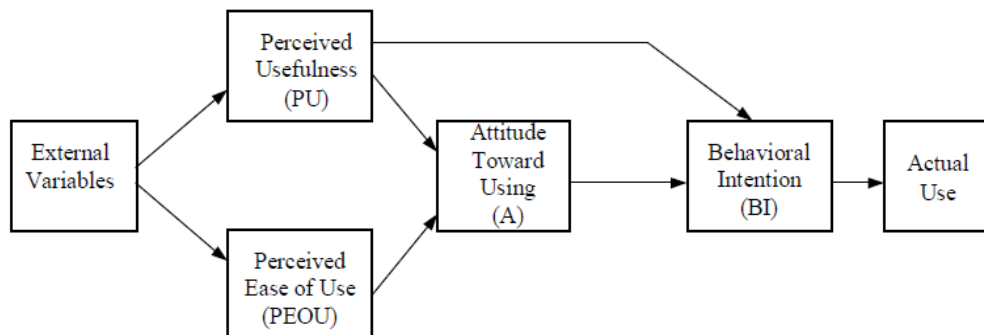 External
Variables
Perceived
Usefulness
(PU)
Perceived
Ease of Use
(PEOU)
Attitude
Toward
Using
(A)
Behavioral
Intention
(BI)
Actual
Use